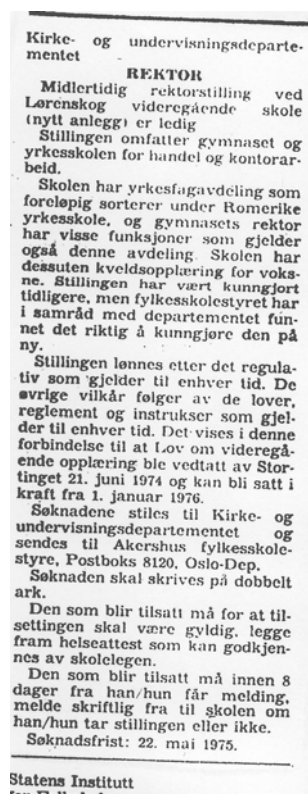 Kirke- og undervisningsdeparte-
mentet
REKTOR
Midlertidig rektorstilling ved
Lørenskog videregående skole
(nytt anlegg) er ledig
Stillingen omfatter gymnaset og
yrkesskolen for handel og kontorar-
beid.
Skolen har yrkesfagavdeling som
foreløpig sorterer under Romerike
yrkesskole, og gymnasets rektor
har visse funksjoner som gjelder
også denne avdeling. Skolen har
dessuten kveldsopplæring for voks-
ne. Stillingen har vært kunngjort
tidligere, men fylkesskolestyret har
i samråd med departementet fun-
net det riktig å kunngjøre den på
ny.
Stillingen lønnes etter det regula-
tiv som gjelder til enhver tid. De
øvrige vilkår følger av de lover,
reglement og instrukser som gjel-
der til enhver tid. Det vises i denne
forbindelse til at Lov om videregå-
ende opplæring ble vedtatt av Stor-
tinget 21. juni 1974 og kan bli satt i
kraft fra 1. januar 1976.
Søknadene stiles til Kirke- og
undervisningsdepartementet og
sendes til Akershus fylkesskole-
styre, Postboks 8120, Oslo-Dep.
Søknaden skal skrives på dobbelt
ark.
Den som blir tilsatt må for at til-
settingen skal være gyldig, legge
fram helseattest som kan godkjen-
nes av skolelegen.
Den som blir tilsatt må innen 8
dager fra han/hun får melding,
melde skriftlig fra til skolen om
han/hun tar stillingen eller ikke.
Søknadsfrist: 22. mai 1975.
Statens Institutt